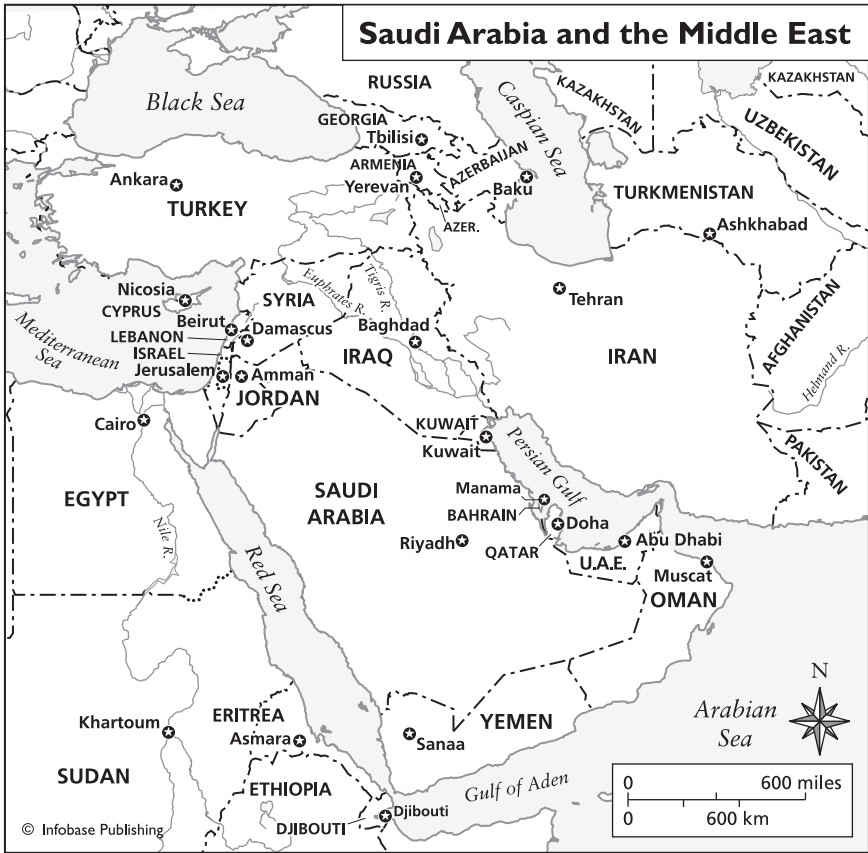 Saudi Arabia and the Middle East
RUSSIA
KAZAKHSTAN
KAZAKHSTAN
Black Sea
Caspian Sea
UZBEKISTAN
GEORGIA
Tbilisi
ARMENIA
AZERBAIJAN
Yerevan
Baku
AZER.
Ankara
TURKEY
TURKMENISTAN
Ashkhabad
Nicosia
CYPRUS
SYRIA
Euphrates R.
Tigris R.
Tehran
Beirut
Damascus
Baghdad
LEBANON
ISRAEL
Jerusalem
Mediterranean
Sea
IRAQ
IRAN
AFGHANISTAN
Helmand R.
Amman
JORDAN
Cairo
KUWAIT
Kuwait
Persian Gulf
PAKISTAN
EGYPT
Nile R.
SAUDI
ARABIA
Manama
BAHRAIN
Doha
QATAR
Riyadh
Abu Dhabi
U.A.E.
Muscat
OMAN
Red Sea
Khartoum
SUDAN
ERITREA
Asmara
Sanaa
YEMEN
Arabian
Sea
N
ETHIOPIA
Gulf of Aden
Djibouti
DJIBOUTI
0 600 miles
0 600 km
© Infobase Publishing